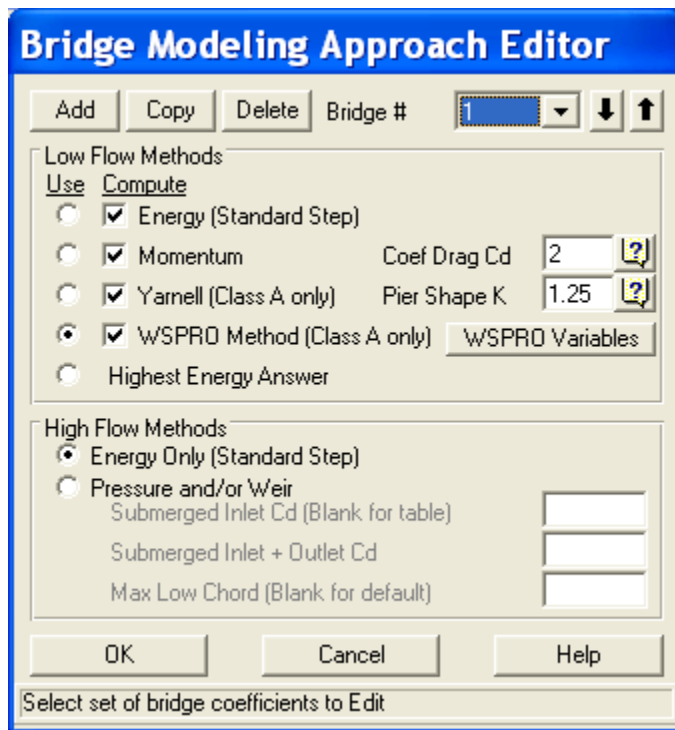 Bridge Modeling Approach Editor
Add Copy Delete Bridge # 1
Low Flow Methods
Use Compute
Energy (Standard Step)
Momentum Coef Drag Cd 2
Yarnell (Class A only) Pier Shape K 1.25
WSPRO Method (Class A only) WSPRO Variables
Highest Energy Answer
High Flow Methods
Energy Only (Standard Step)
Pressure and/or Weir
Submerged Inlet Cd (Blank for table)
Submerged Inlet + Outlet Cd
Max Low Chord (Blank for default)
OK Cancel Help
Select set of bridge coefficients to Edit